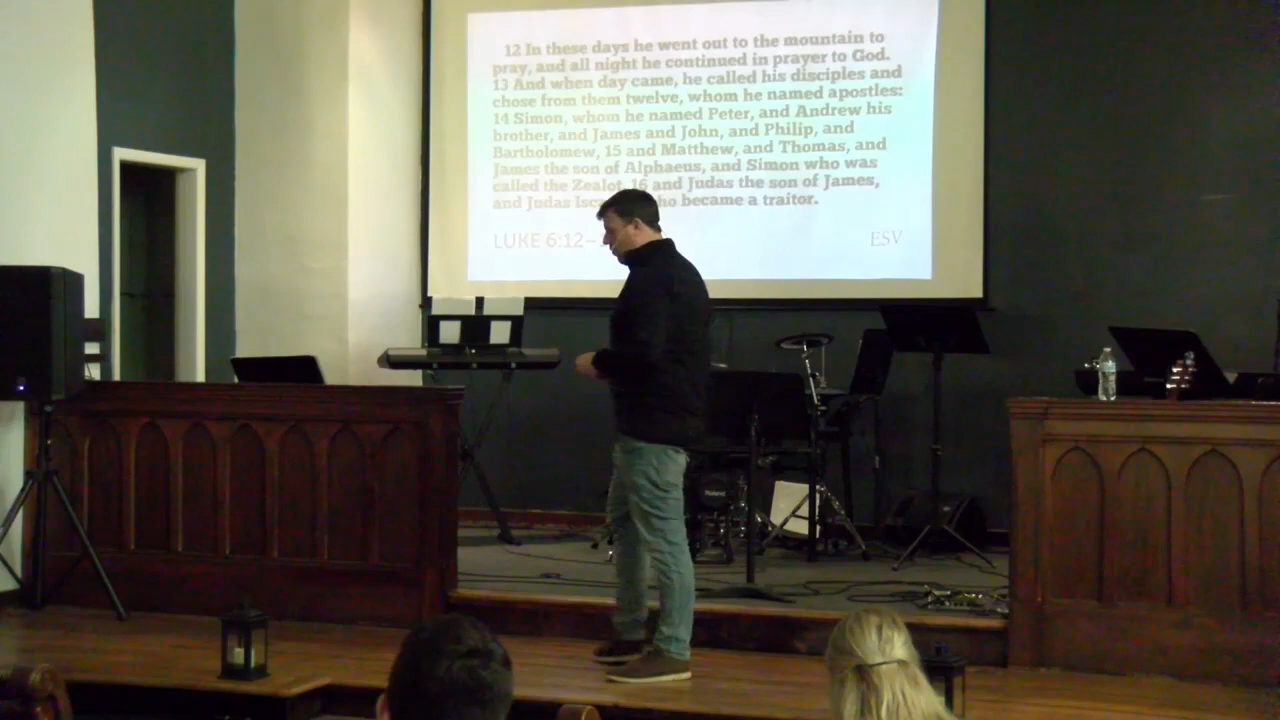 12 In these days he went out to the mountain to
pray, and all night he continued in prayer to God.
13 And when day came, he called his disciples and
chose from them twelve, whom he named apostles:
14 Simon, whom he named Peter, and Andrew his
brother, and James and John, and Philip, and
Bartholomew, 15 and Matthew, and Thomas, and
James the son of Alphaeus, and Simon who was
called the Zealot, 16 and Judas the son of James,
and Judas became a traitor.
LUKE 6:12–
ESV
Roland